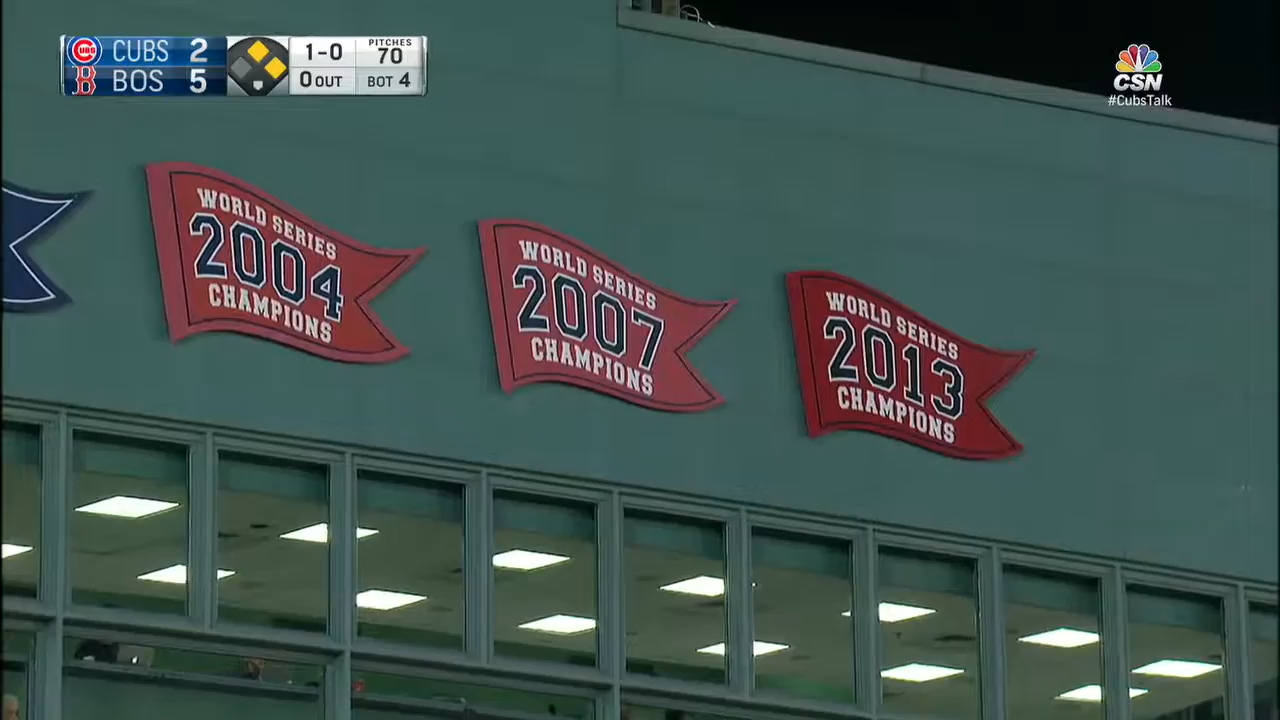 CUBS 2
BOS 5
1-0
0 OUT
PITCHES
70
BOT 4
CSN
#CubsTalk
WORLD SERIES
2004
CHAMPIONS
WORLD SERIES
2007
CHAMPIONS
WORLD SERIES
2013
CHAMPIONS